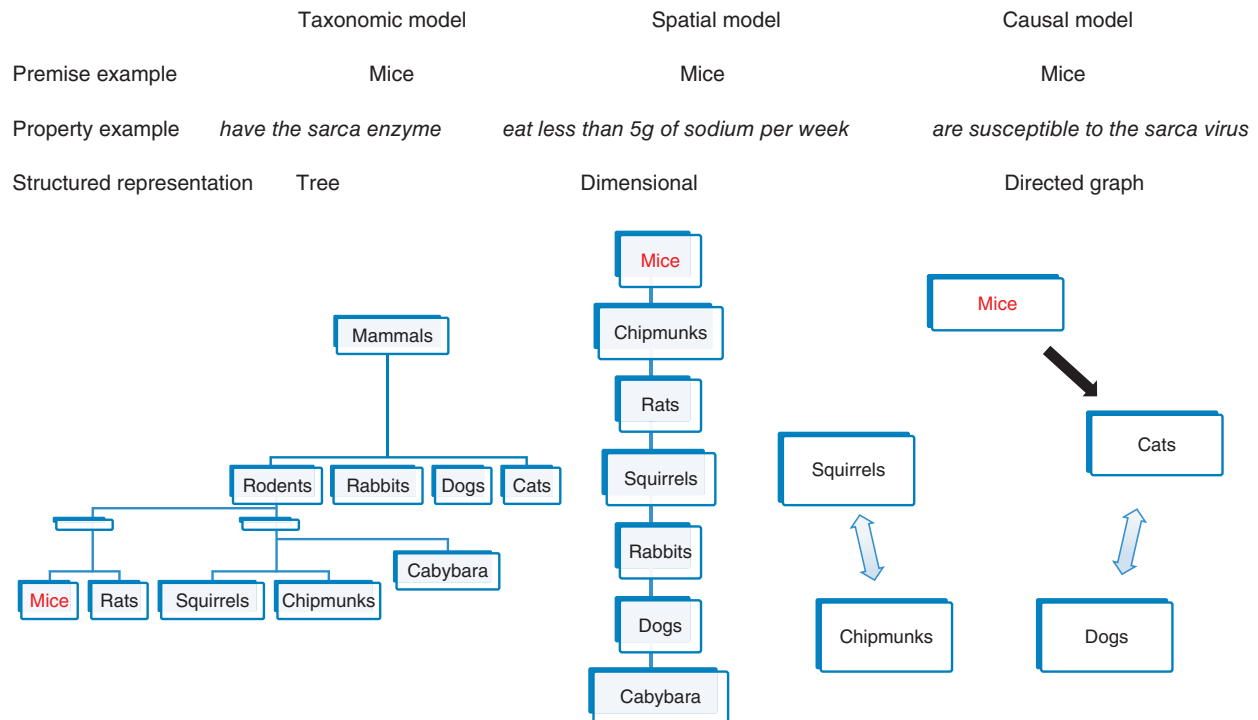 Taxonomic model Spatial model Causal model
Premise example Mice Mice Mice
Property example have the sarca enzyme eat less than 5g of sodium per week are susceptible to the sarca virus
Structured representation Tree Dimensional Directed graph
Mammals
Rodents Rabbits Dogs Cats
Cabybara
Mice Rats Squirrels Chipmunks
Mice
Chipmunks
Rats
Squirrels
Rabbits
Dogs
Cabybara
Mice
Cats
Squirrels
Chipmunks
Dogs